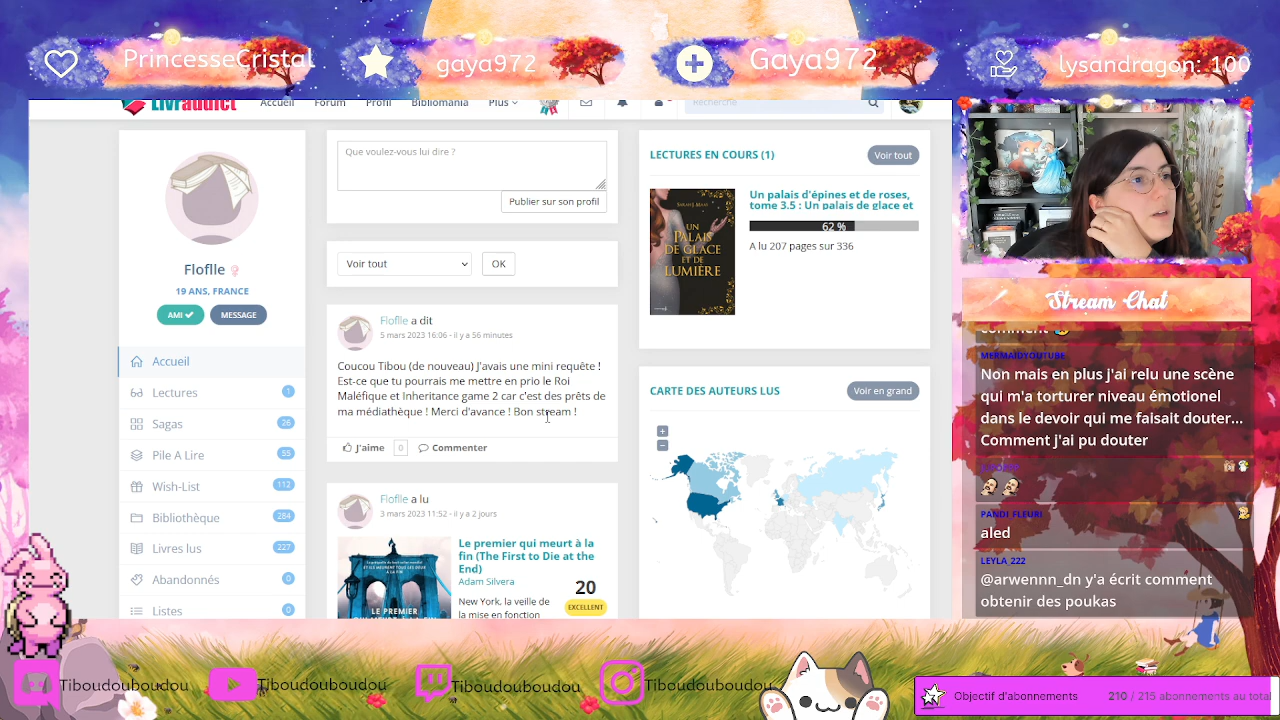 PrincesseCristal
gaya972
Gaya972
lysandragon: 100
Livraddict
Accueil
Forum
Profil
Bibliomania
Plus
Recherche
Floflle
19 ANS, FRANCE
AMI
MESSAGE
Accueil
Lectures 1
Sagas 26
Pile A Lire 55
Wish-List 112
Bibliothèque 284
Livres lus 227
Abandonnés 0
Listes 0
Que voulez-vous lui dire ?
Publier sur son profil
Voir tout
OK
Floflle a dit
5 mars 2023 16:06 - il y a 56 minutes
Coucou Tibou (de nouveau) J'avais une mini requête !
Est-ce que tu pourrais me mettre en prio le Roi
Maléfique et Inheritance game 2 car c'est des prêts de
ma médiathèque ! Merci d'avance ! Bon stream !
J'aime 0 Commenter
Floflle a lu
3 mars 2023 11:52 - il y a 2 jours
Le premier qui meurt à la
fin (The First to Die at the
End)
Adam Silvera
New York, la veille de
la mise en fonction
20
EXCELLENT
LE PREMIER
LECTURES EN COURS (1)
Voir tout
SARAH J. MAAS
UN
PALAIS
DE GLACE
ET DE
LUMIÈRE
Un palais d'épines et de roses,
tome 3.5 : Un palais de glace et
62 %
A lu 207 pages sur 336
CARTE DES AUTEURS LUS
Voir en grand
+
−
Stream Chat
comment
MERMAIDYOUTUBE
Non mais en plus j'ai relu une scène
qui m'a torturer niveau émotionel
dans le devoir qui me faisait douter...
Comment j'ai pu douter
PANDI_FLEURI
aled
LEYLA_222
@arwennn_dn y'a écrit comment
obtenir des poukas
Tiboudouboudou
Tiboudouboudou
Tiboudouboudou
Tiboudouboudou
Objectif d'abonnements
210 / 215 abonnements au total